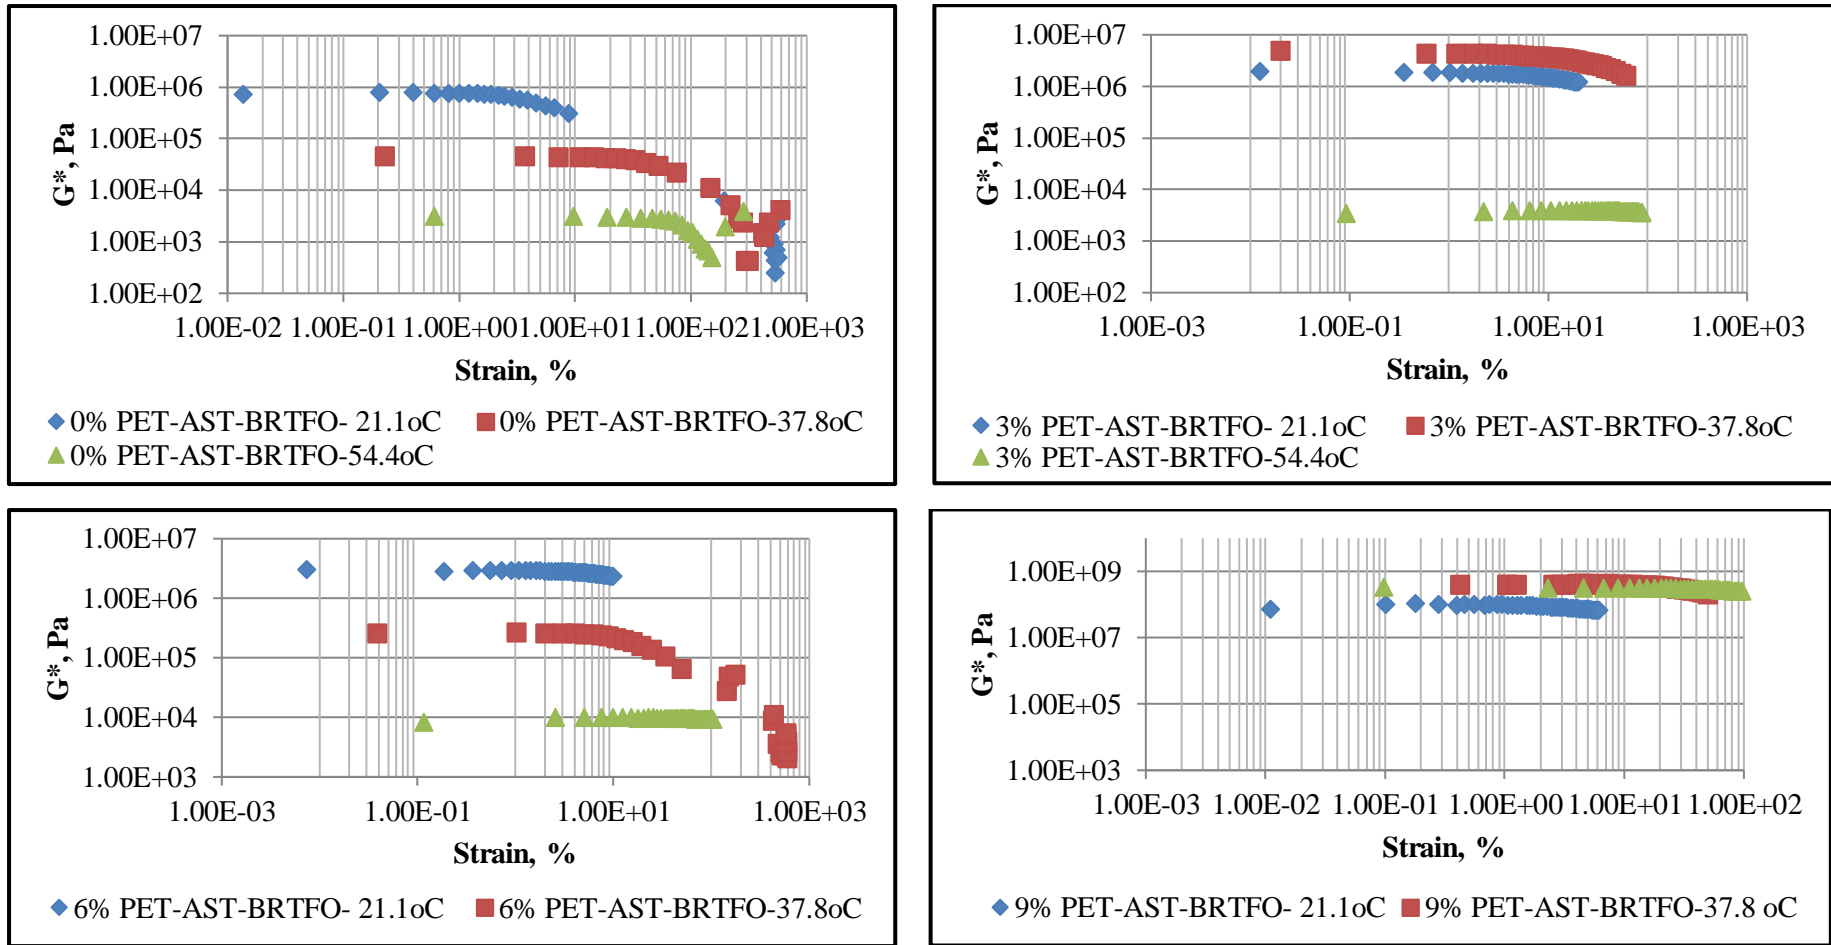 1.00E+07
1.00E+06
1.00E+05
1.00E+04
1.00E+03
1.00E+02
G*, Pa
1.00E-02 1.00E-01 1.00E+00 1.00E+01 1.00E+02 1.00E+03
Strain, %
0% PET-AST-BRTFO- 21.1oC 0% PET-AST-BRTFO-37.8oC
0% PET-AST-BRTFO-54.4oC
1.00E+07
1.00E+06
1.00E+05
1.00E+04
1.00E+03
1.00E+02
G*, Pa
1.00E-03 1.00E-01 1.00E+01 1.00E+03
Strain, %
3% PET-AST-BRTFO- 21.1oC 3% PET-AST-BRTFO-37.8oC
3% PET-AST-BRTFO-54.4oC
1.00E+07
1.00E+06
1.00E+05
1.00E+04
1.00E+03
G*, Pa
1.00E-03 1.00E-01 1.00E+01 1.00E+03
Strain, %
6% PET-AST-BRTFO- 21.1oC 6% PET-AST-BRTFO-37.8oC
1.00E+09
1.00E+07
1.00E+05
1.00E+03
G*, Pa
1.00E-03 1.00E-02 1.00E-01 1.00E+00 1.00E+01 1.00E+02
Strain, %
9% PET-AST-BRTFO- 21.1oC 9% PET-AST-BRTFO-37.8 oC